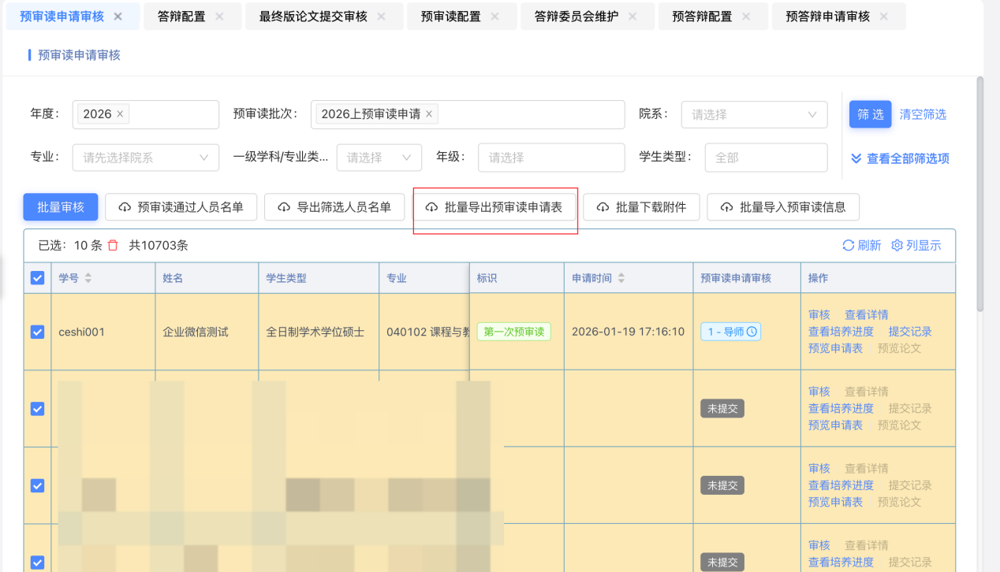 预审读申请审核 答辩配置 最终版论文提交审核 预审读配置 答辩委员会维护 预答辩配置 预答辩申请审核
预审读申请审核
年度： 2026 预审读批次： 2026上预审读申请 院系： 请选择 筛 选 清空筛选
专业： 请先选择院系 一级学科/专业类... 请选择 年级： 请选择 学生类型： 全部 查看全部筛选项
批量审核 预审读通过人员名单 导出筛选人员名单 批量导出预审读申请表 批量下载附件 批量导入预审读信息
已选： 10 条 共10703条 刷新 列显示
学号 姓名 学生类型 专业 标识 申请时间 预审读申请审核 操作
审核 查看详情
ceshi001 企业微信测试 全日制学术学位硕士 040102 课程与教 第一次预审读 2026-01-19 17:16:10 1 - 导师 查看培养进度 提交记录
预览申请表 预览论文
审核 查看详情
未提交 查看培养进度 提交记录
预览申请表 预览论文
审核 查看详情
未提交 查看培养进度 提交记录
预览申请表 预览论文
审核 查看详情
未提交 查看培养进度 提交记录